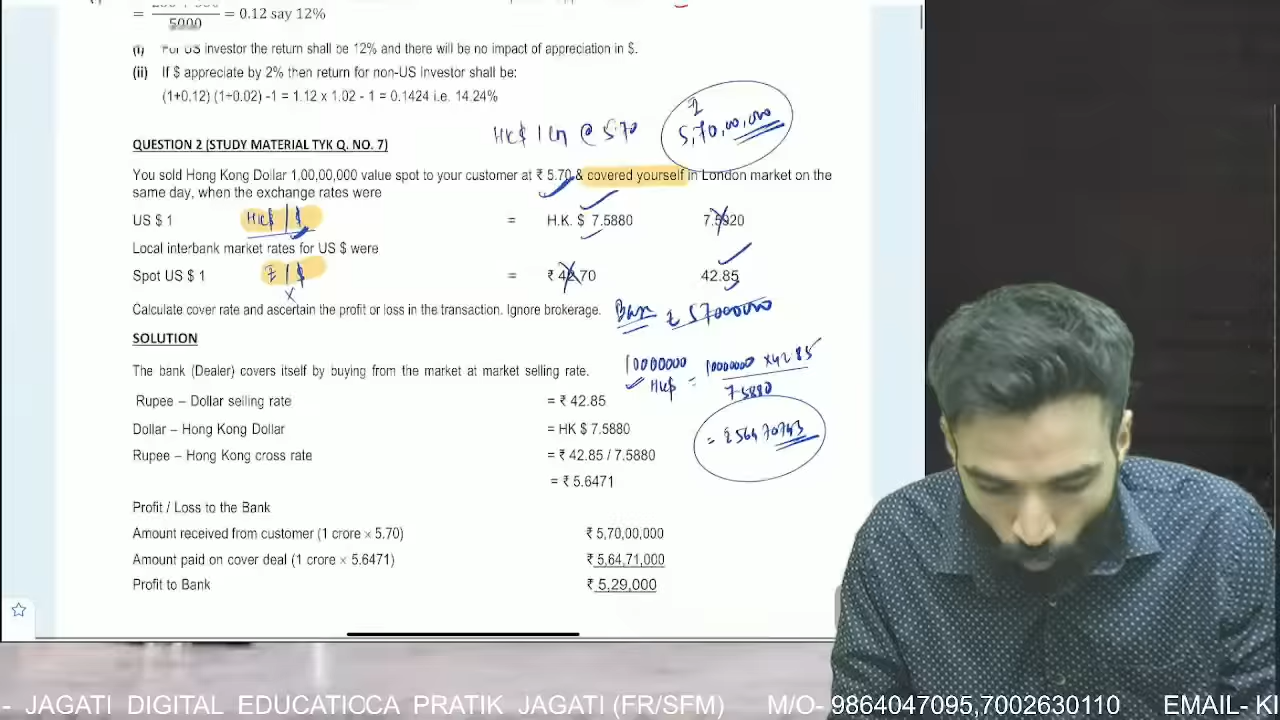 5000
= 0.12 say 12%
(i) For US investor the return shall be 12% and there will be no impact of appreciation in $.
(ii) If $ appreciate by 2% then return for non-US investor shall be:
(1+0.12) (1+0.02) -1 = 1.12 x 1.02 - 1 = 0.1424 i.e. 14.24%
HK$ 1 Cr @ 5.70
₹ 5,70,00,000
QUESTION 2 (STUDY MATERIAL TYK Q. NO. 7)
You sold Hong Kong Dollar 1,00,00,000 value spot to your customer at ₹ 5.70 & covered yourself in London market on the
same day, when the exchange rates were
US $ 1 HK$ | $ = H.K. $ 7.5880 7.5920
Local interbank market rates for US $ were
Spot US $ 1 ₹ | $ = ₹ 42.70 42.85
Calculate cover rate and ascertain the profit or loss in the transaction. Ignore brokerage.
₹ 57000000
SOLUTION
The bank (Dealer) covers itself by buying from the market at market selling rate.
10000000 HK$ = 10000000 x 42.85
7.5880
= ₹ 56470743
Rupee – Dollar selling rate = ₹ 42.85
Dollar – Hong Kong Dollar = HK $ 7.5880
Rupee – Hong Kong cross rate = ₹ 42.85 / 7.5880
= ₹ 5.6471
Profit / Loss to the Bank
Amount received from customer (1 crore × 5.70) ₹ 5,70,00,000
Amount paid on cover deal (1 crore × 5.6471) ₹ 5,64,71,000
Profit to Bank ₹ 5,29,000
- JAGATI DIGITAL EDUCATIOCA PRATIK JAGATI (FR/SFM) M/O- 9864047095,7002630110 EMAIL- KI